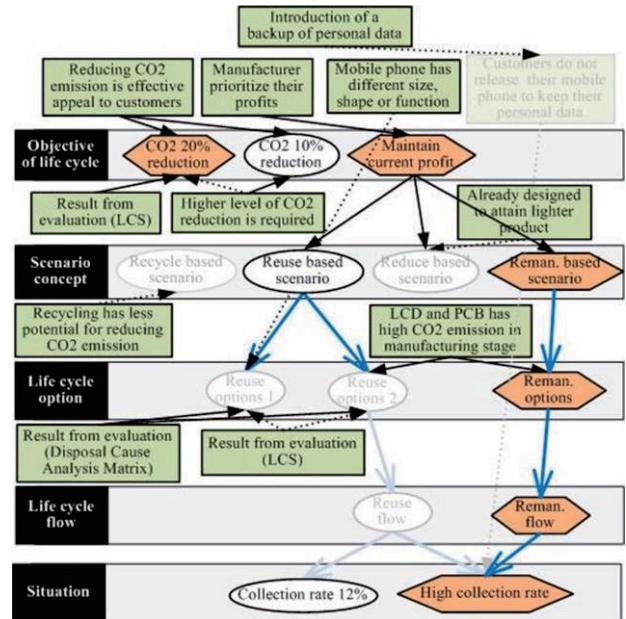 Introduction of a
backup of personal data
Reducing CO2
emission is effective
appeal to customers
Manufacturer
prioritize their
profits
Mobile phone has
different size,
shape or function
Customers do not
release their mobile
phone to keep their
personal data
Objective
of life cycle
CO2 20%
reduction
CO2 10%
reduction
Maintain
current profit
Result from
evaluation (LCS)
Higher level of CO2
reduction is required
Already designed
to attain lighter
product
Scenario
concept
Recycle based
scenario
Reuse based
scenario
Reduce based
scenario
Reman. based
scenario
Recycling has less
potential for reducing
CO2 emission
LCD and PCB has
high CO2 emission in
manufacturing stage
Life cycle
option
Reuse
options 1
Reuse
options 2
Reman.
options
Result from evaluation
(Disposal Cause
Analysis Matrix)
Result from evaluation
(LCS)
Life cycle
flow
Reuse
flow
Reman.
flow
Situation
Collection rate 12%
High collection rate